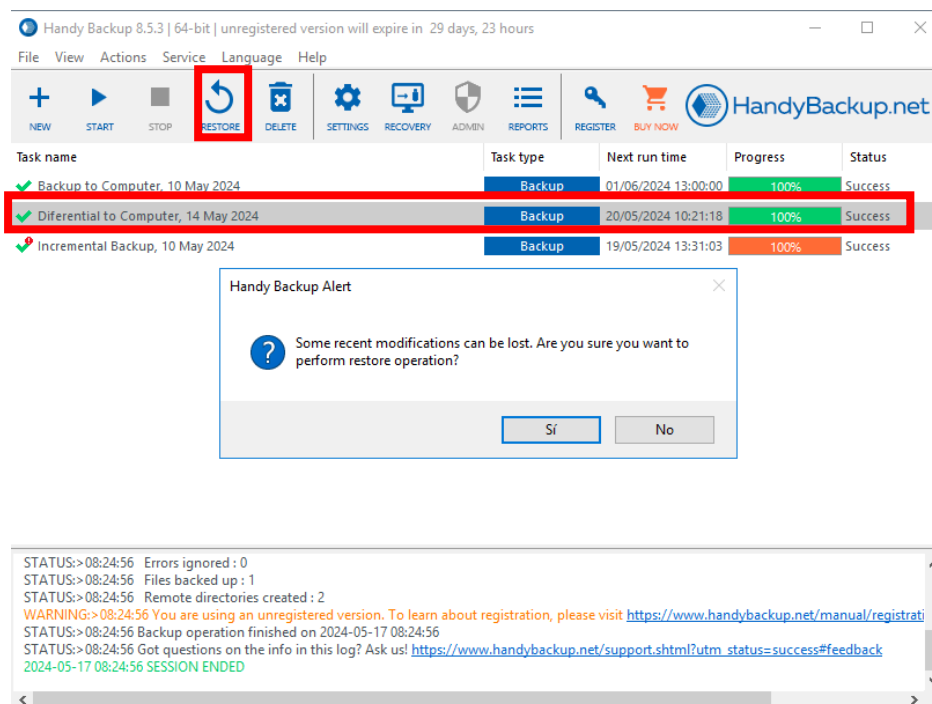 Handy Backup 8.5.3 | 64-bit | unregistered version will expire in 29 days, 23 hours
File View Actions Service Language Help
NEW START STOP RESTORE DELETE SETTINGS RECOVERY ADMIN REPORTS REGISTER BUY NOW HandyBackup.net
Task name Task type Next run time Progress Status
Backup to Computer, 10 May 2024 Backup 01/06/2024 13:00:00 100% Success
Diferential to Computer, 14 May 2024 Backup 20/05/2024 10:21:18 100% Success
Incremental Backup, 10 May 2024 Backup 19/05/2024 13:31:03 100% Success
Handy Backup Alert
Some recent modifications can be lost. Are you sure you want to
perform restore operation?
Sí No
STATUS:>08:24:56 Errors ignored : 0
STATUS:>08:24:56 Files backed up : 1
STATUS:>08:24:56 Remote directories created : 2
WARNING:>08:24:56 You are using an unregistered version. To learn about registration, please visit https://www.handybackup.net/manual/registrati
STATUS:>08:24:56 Backup operation finished on 2024-05-17 08:24:56
STATUS:>08:24:56 Got questions on the info in this log? Ask us! https://www.handybackup.net/support.shtml?utm_status=success#feedback
2024-05-17 08:24:56 SESSION ENDED